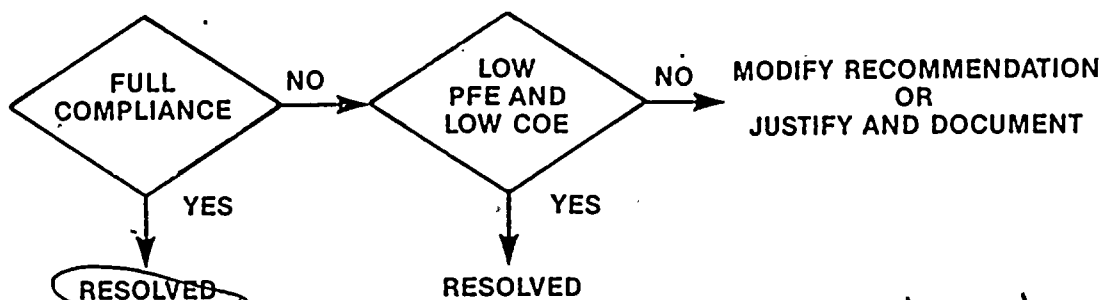 FULL
COMPLIANCE
NO
LOW
PFE AND
LOW COE
NO
MODIFY RECOMMENDATION
OR
JUSTIFY AND DOCUMENT
YES
YES
RESOLVED
RESOLVED